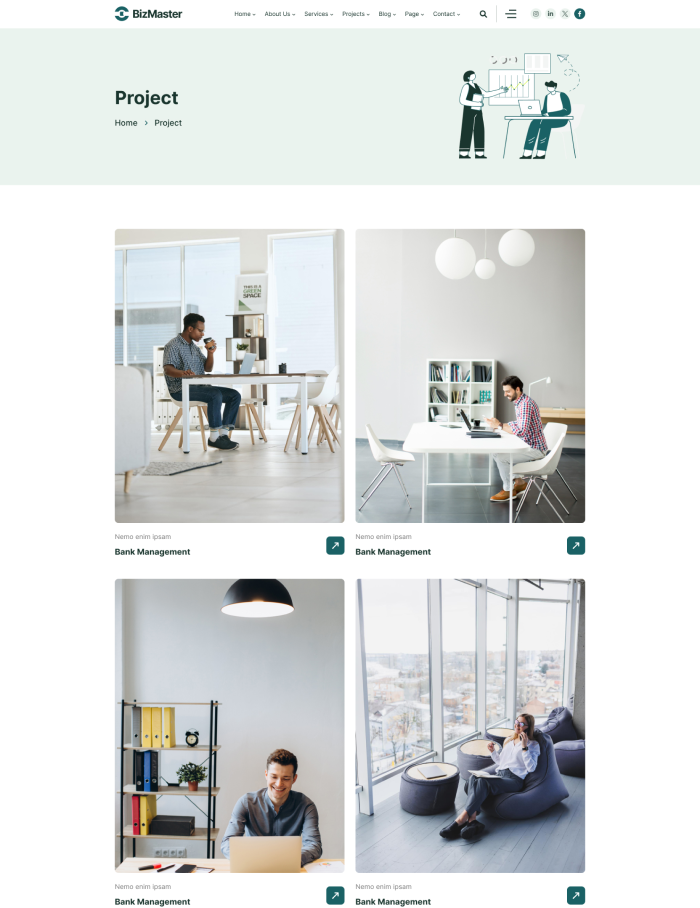 BizMaster
Home About Us Services Projects Blog Page Contact
Project
Home > Project
THIS IS A
GREEN
SPACE
Nemo enim ipsam
Bank Management
Nemo enim ipsam
Bank Management
Nemo enim ipsam
Bank Management
Nemo enim ipsam
Bank Management